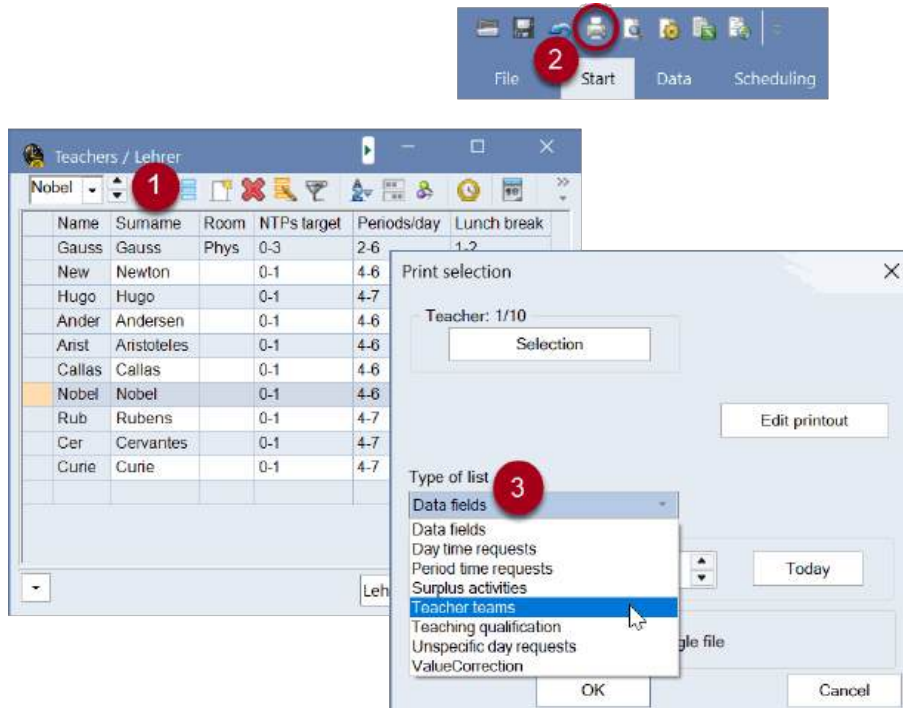 2
File Start Data Scheduling
Teachers / Lehrer
Nobel 1
Name Surname Room NTPs target Periods/day Lunch break
Gauss Gauss Phys 0-3 2-6 1-2
New Newton 0-1 4-6
Hugo Hugo 0-1 4-7
Ander Andersen 0-1 4-6
Arist Aristoteles 0-1 4-6
Callas Callas 0-1 4-6
Nobel Nobel 0-1 4-6
Rub Rubens 0-1 4-7
Cer Cervantes 0-1 4-7
Curie Curie 0-1 4-7
Leh
Print selection
Teacher: 1/10
Selection
Edit printout
Type of list 3
Data fields
Data fields
Day time requests
Period time requests
Surplus activities
Teacher teams
Teaching qualification
Unspecific day requests
ValueCorrection
Today
gle file
OK Cancel